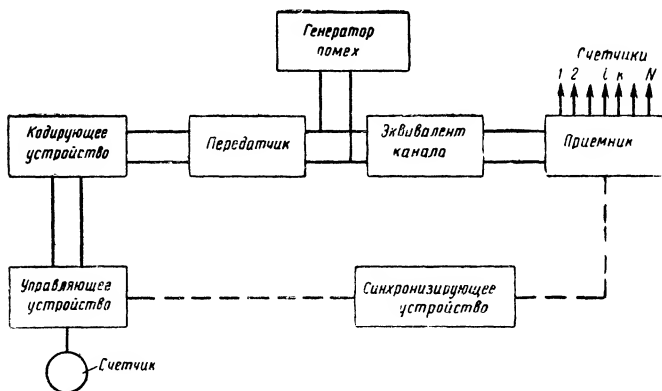 Генератор
помех
Счетчики
1 2 i к N
Кодирующее
устройство
Передатчик
Эквивалент
канала
Приемник
Управляющее
устройство
Синхронизирующее
устройство
Счетчик